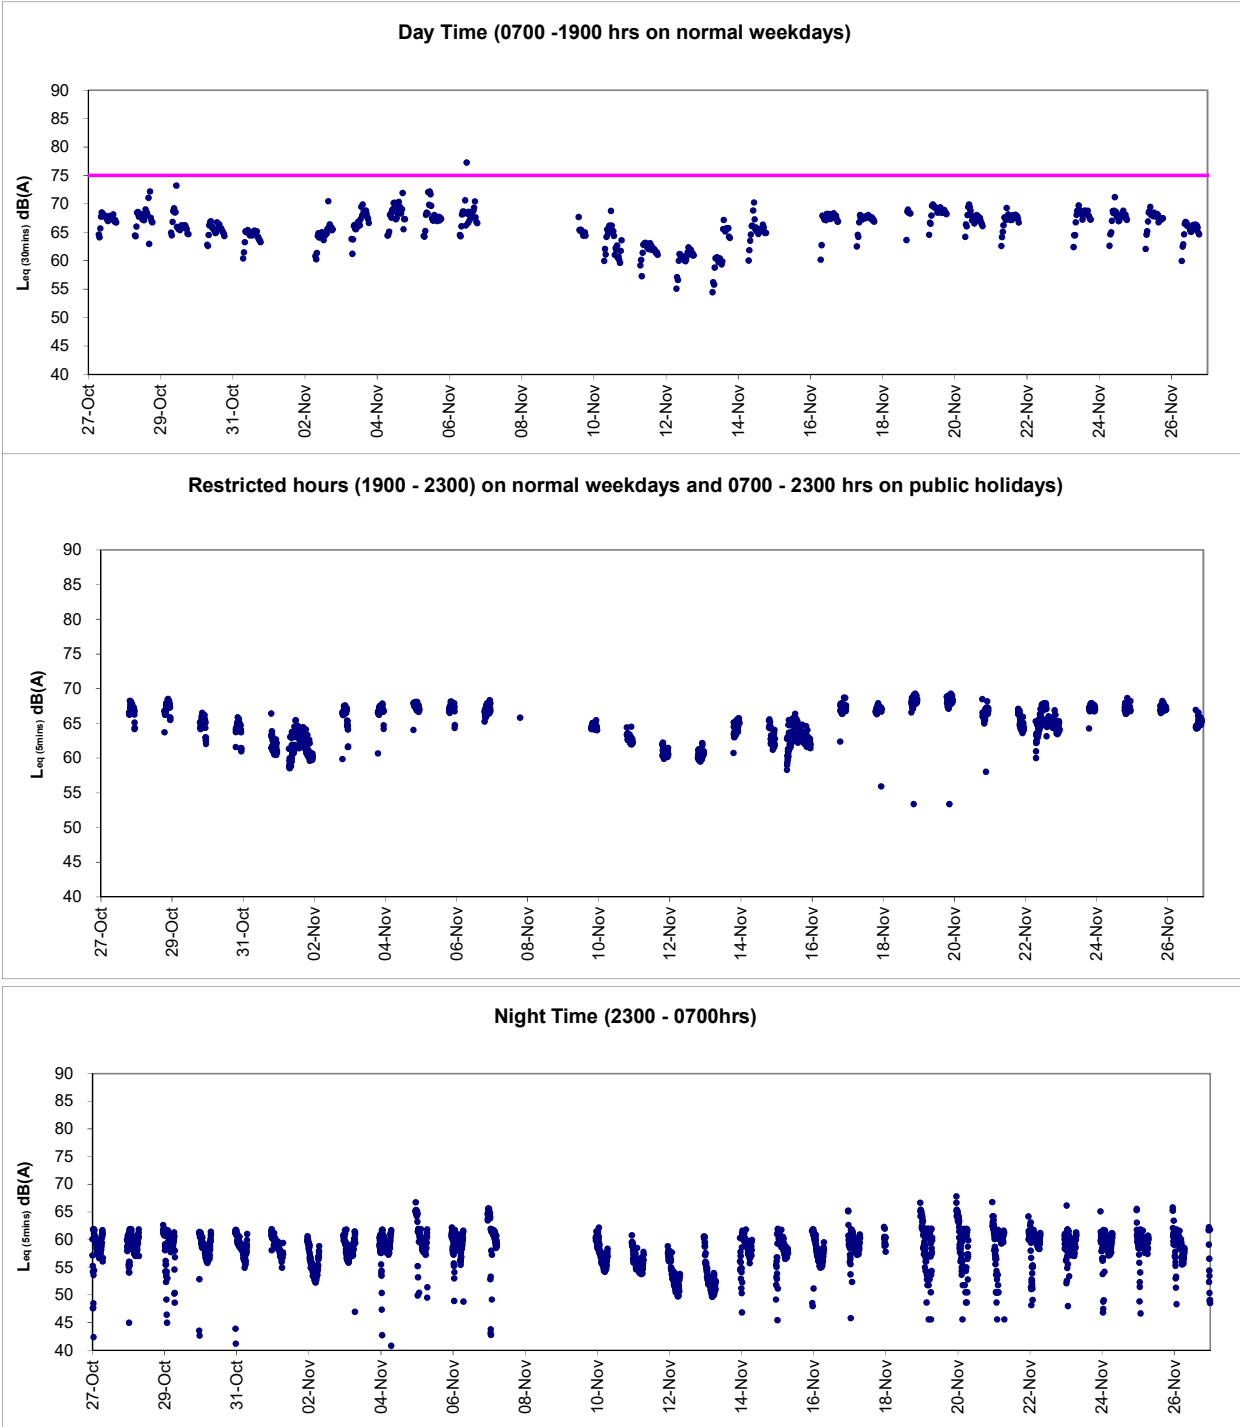 Day Time (0700 -1900 hrs on normal weekdays)
90
85
80
75
70
65
60
55
50
45
40
Leq (30mins) dB(A)
27-Oct
29-Oct
31-Oct
02-Nov
04-Nov
06-Nov
08-Nov
10-Nov
12-Nov
14-Nov
16-Nov
18-Nov
20-Nov
22-Nov
24-Nov
26-Nov
Restricted hours (1900 - 2300) on normal weekdays and 0700 - 2300 hrs on public holidays)
90
85
80
75
70
65
60
55
50
45
40
Leq (5mins) dB(A)
27-Oct
29-Oct
31-Oct
02-Nov
04-Nov
06-Nov
08-Nov
10-Nov
12-Nov
14-Nov
16-Nov
18-Nov
20-Nov
22-Nov
24-Nov
26-Nov
Night Time (2300 - 0700hrs)
90
85
80
75
70
65
60
55
50
45
40
Leq (5mins) dB(A)
27-Oct
29-Oct
31-Oct
02-Nov
04-Nov
06-Nov
08-Nov
10-Nov
12-Nov
14-Nov
16-Nov
18-Nov
20-Nov
22-Nov
24-Nov
26-Nov